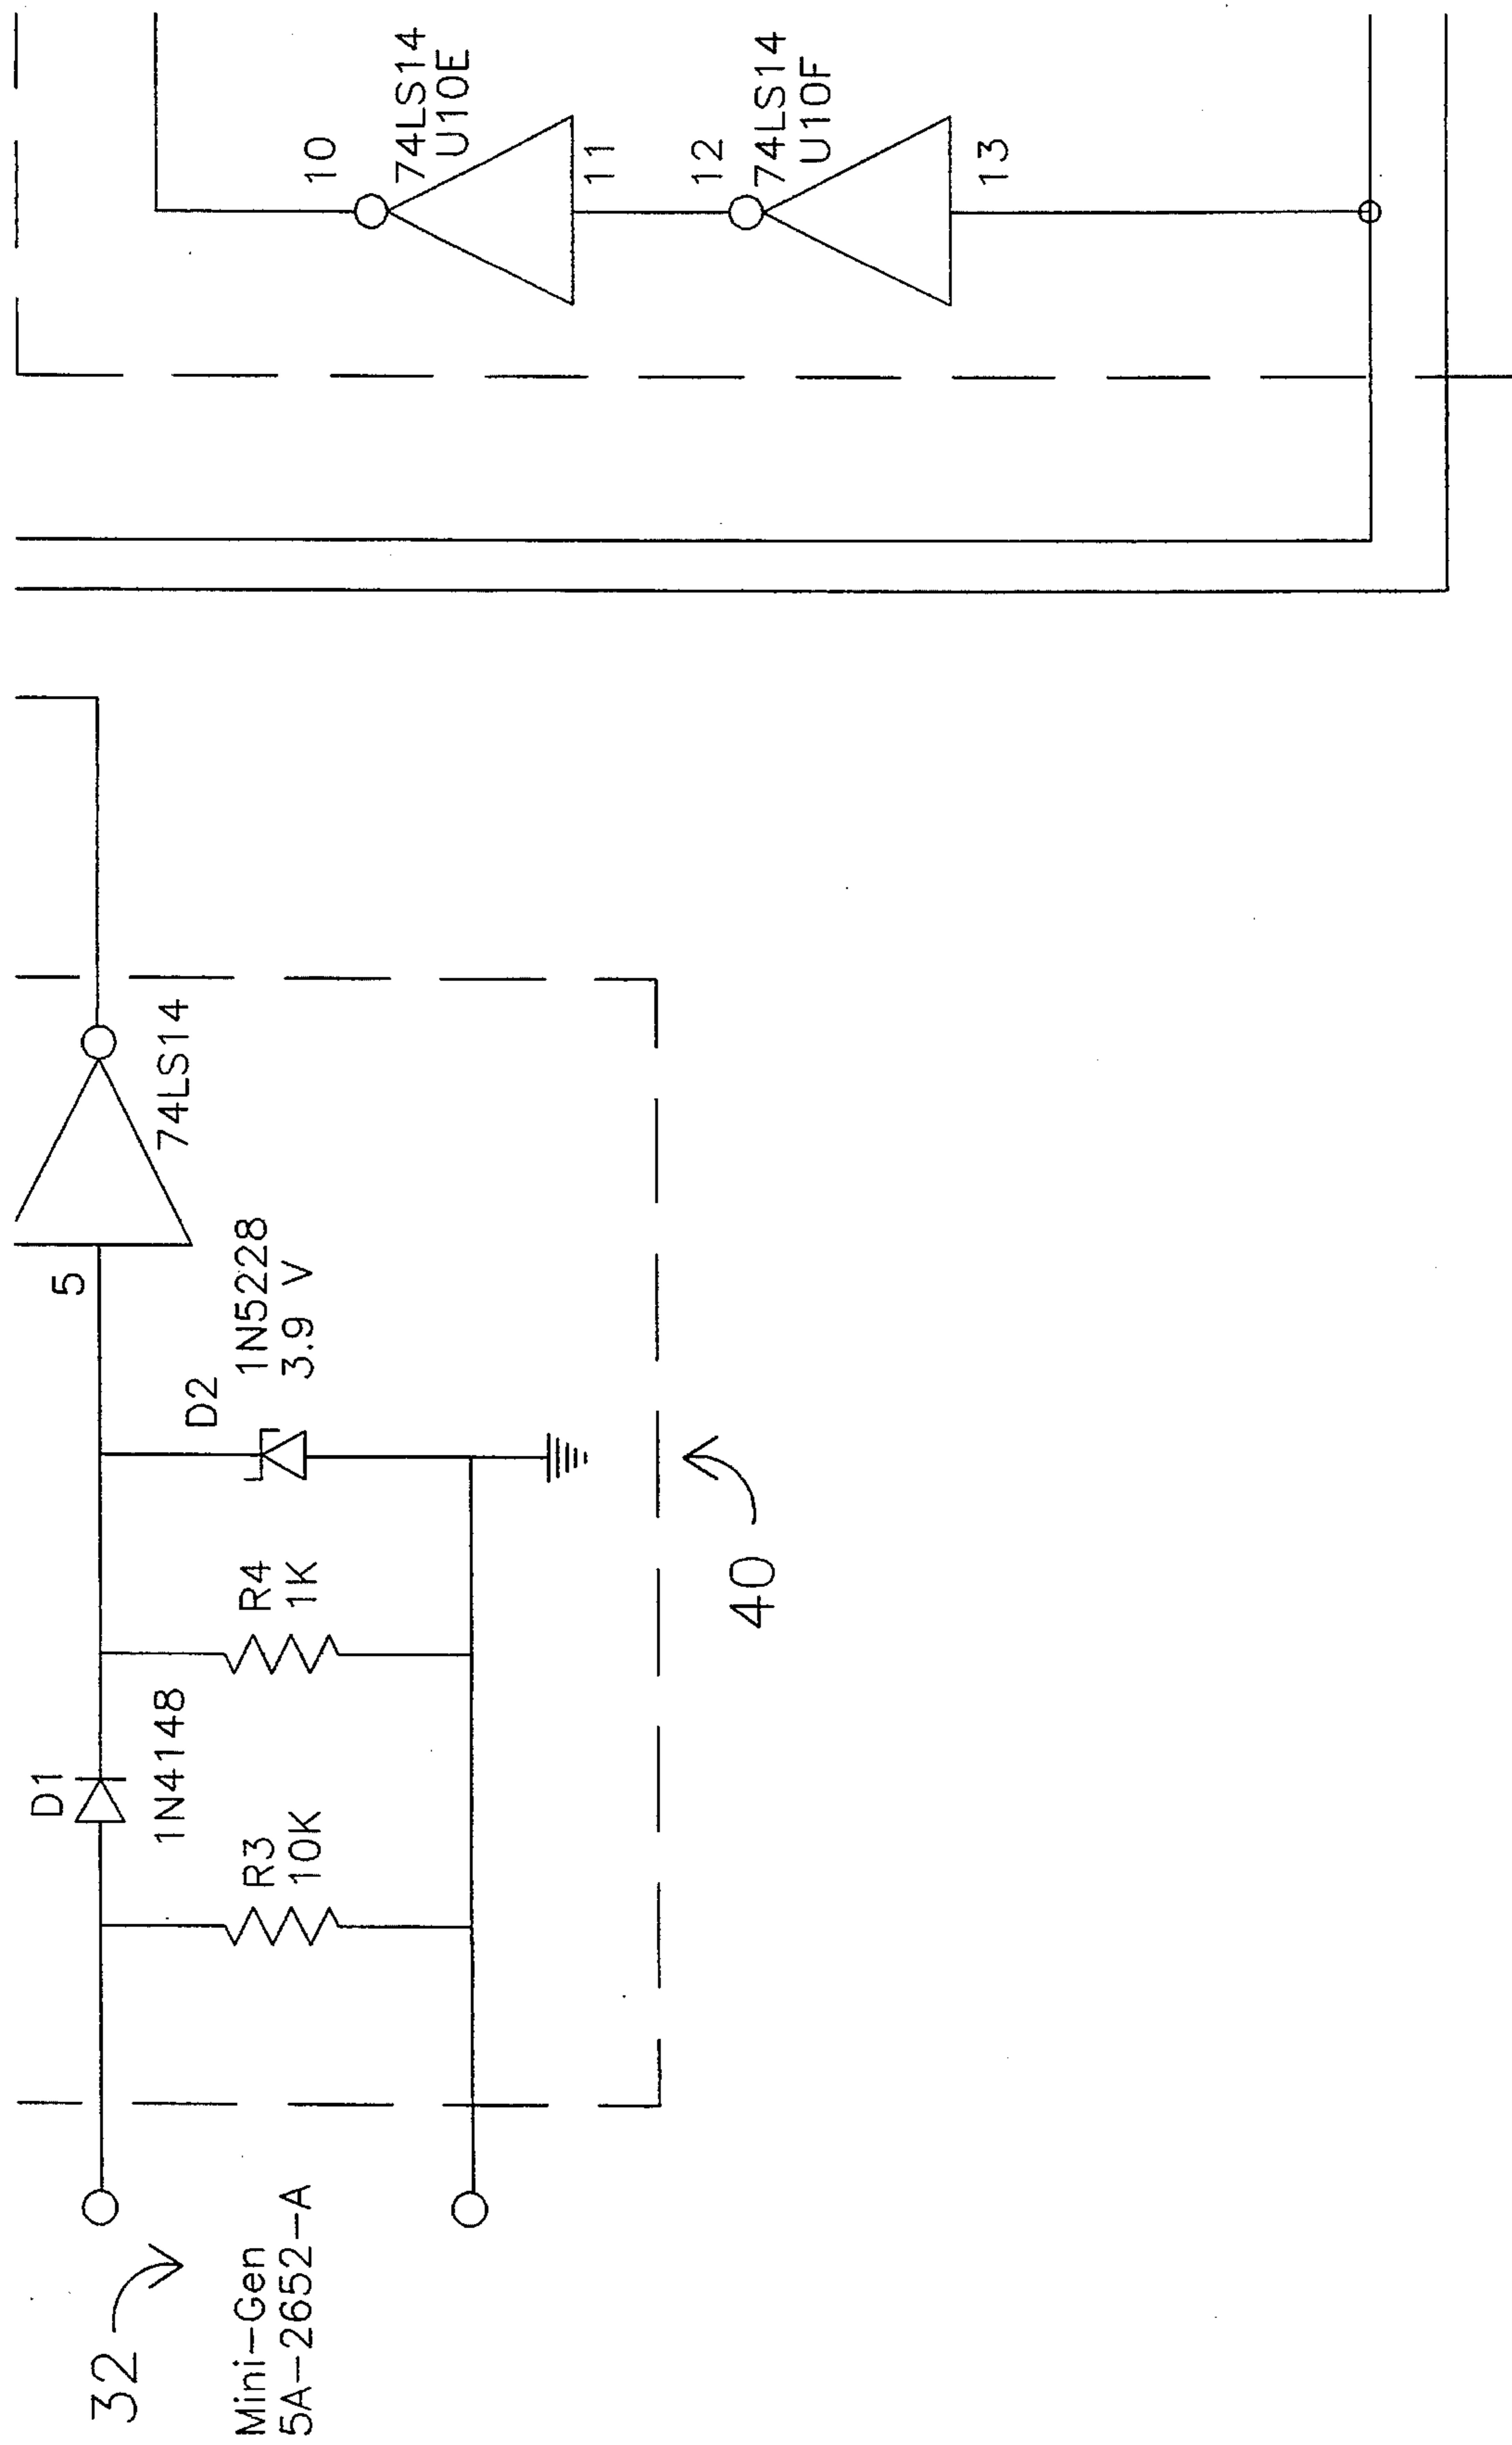 32
Mini-Gen
5A-2652-A
D1
1N4148
R3
10K
R4
1K
D2
1N5228
3.9 V
5
74LS14
40
10
74LS14
U10E
11
12
74LS14
U10F
13